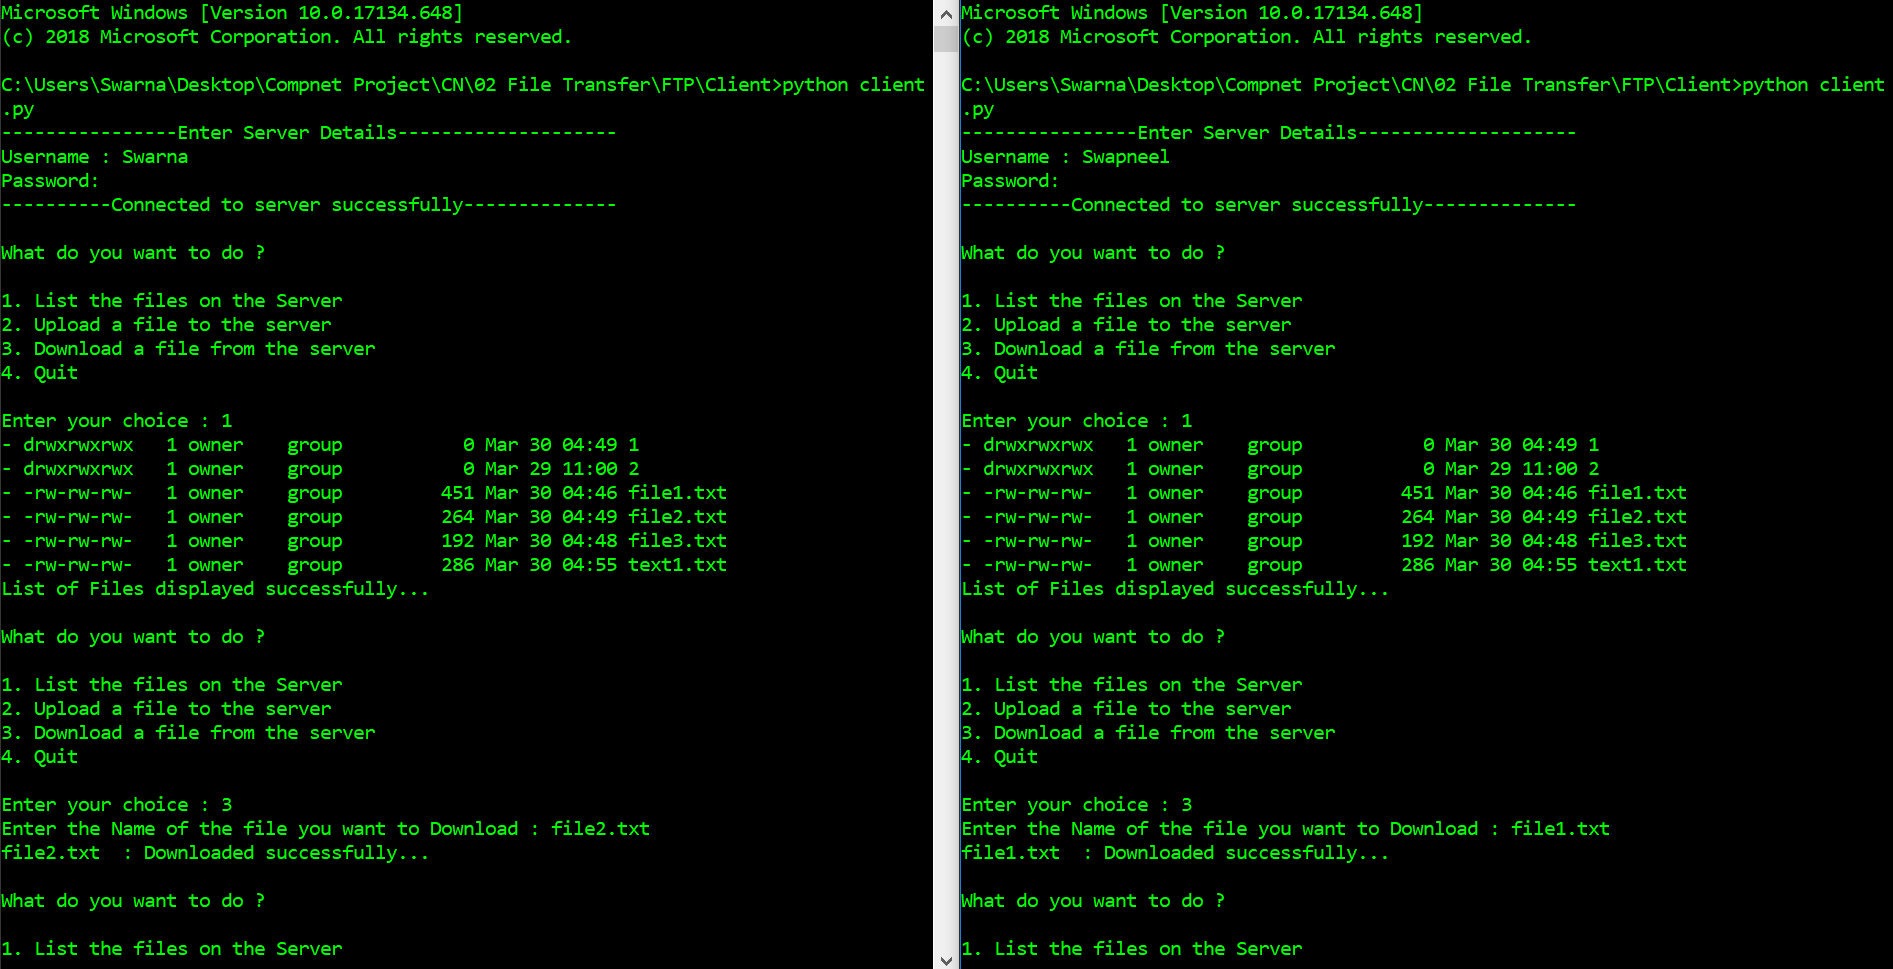 Microsoft Windows [Version 10.0.17134.648]
(c) 2018 Microsoft Corporation. All rights reserved.
C:\Users\Swarna\Desktop\Compnet Project\CN\02 File Transfer\FTP\Client>python client
.py
----------------Enter Server Details--------------------
Username : Swarna
Password:
----------Connected to server successfully--------------
What do you want to do ?
1. List the files on the Server
2. Upload a file to the server
3. Download a file from the server
4. Quit
Enter your choice : 1
- drwxrwxrwx   1 owner    group           0 Mar 30 04:49 1
- drwxrwxrwx   1 owner    group           0 Mar 29 11:00 2
- -rw-rw-rw-   1 owner    group         451 Mar 30 04:46 file1.txt
- -rw-rw-rw-   1 owner    group         264 Mar 30 04:49 file2.txt
- -rw-rw-rw-   1 owner    group         192 Mar 30 04:48 file3.txt
- -rw-rw-rw-   1 owner    group         286 Mar 30 04:55 text1.txt
List of Files displayed successfully...
What do you want to do ?
1. List the files on the Server
2. Upload a file to the server
3. Download a file from the server
4. Quit
Enter your choice : 3
Enter the Name of the file you want to Download : file2.txt
file2.txt  : Downloaded successfully...
What do you want to do ?
1. List the files on the Server
Microsoft Windows [Version 10.0.17134.648]
(c) 2018 Microsoft Corporation. All rights reserved.
C:\Users\Swarna\Desktop\Compnet Project\CN\02 File Transfer\FTP\Client>python client
.py
----------------Enter Server Details--------------------
Username : Swapneel
Password:
----------Connected to server successfully--------------
What do you want to do ?
1. List the files on the Server
2. Upload a file to the server
3. Download a file from the server
4. Quit
Enter your choice : 1
- drwxrwxrwx   1 owner    group           0 Mar 30 04:49 1
- drwxrwxrwx   1 owner    group           0 Mar 29 11:00 2
- -rw-rw-rw-   1 owner    group         451 Mar 30 04:46 file1.txt
- -rw-rw-rw-   1 owner    group         264 Mar 30 04:49 file2.txt
- -rw-rw-rw-   1 owner    group         192 Mar 30 04:48 file3.txt
- -rw-rw-rw-   1 owner    group         286 Mar 30 04:55 text1.txt
List of Files displayed successfully...
What do you want to do ?
1. List the files on the Server
2. Upload a file to the server
3. Download a file from the server
4. Quit
Enter your choice : 3
Enter the Name of the file you want to Download : file1.txt
file1.txt  : Downloaded successfully...
What do you want to do ?
1. List the files on the Server